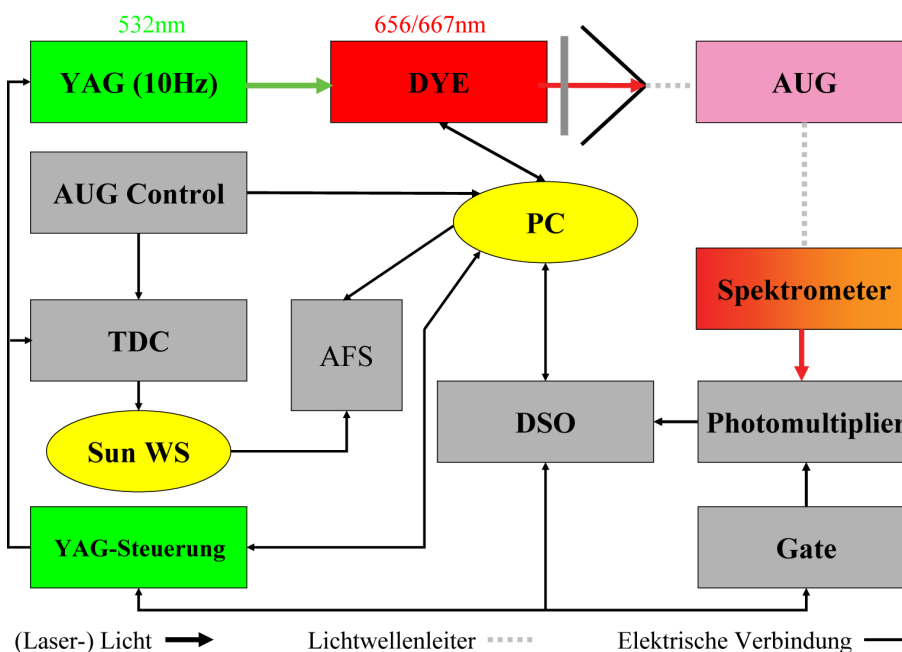 532nm
656/667nm
YAG (10Hz)
DYE
AUG
AUG Control
PC
Spektrometer
TDC
AFS
DSO
Photomultiplier
Sun WS
YAG-Steuerung
Gate
(Laser-) Licht
Lichtwellenleiter
Elektrische Verbindung